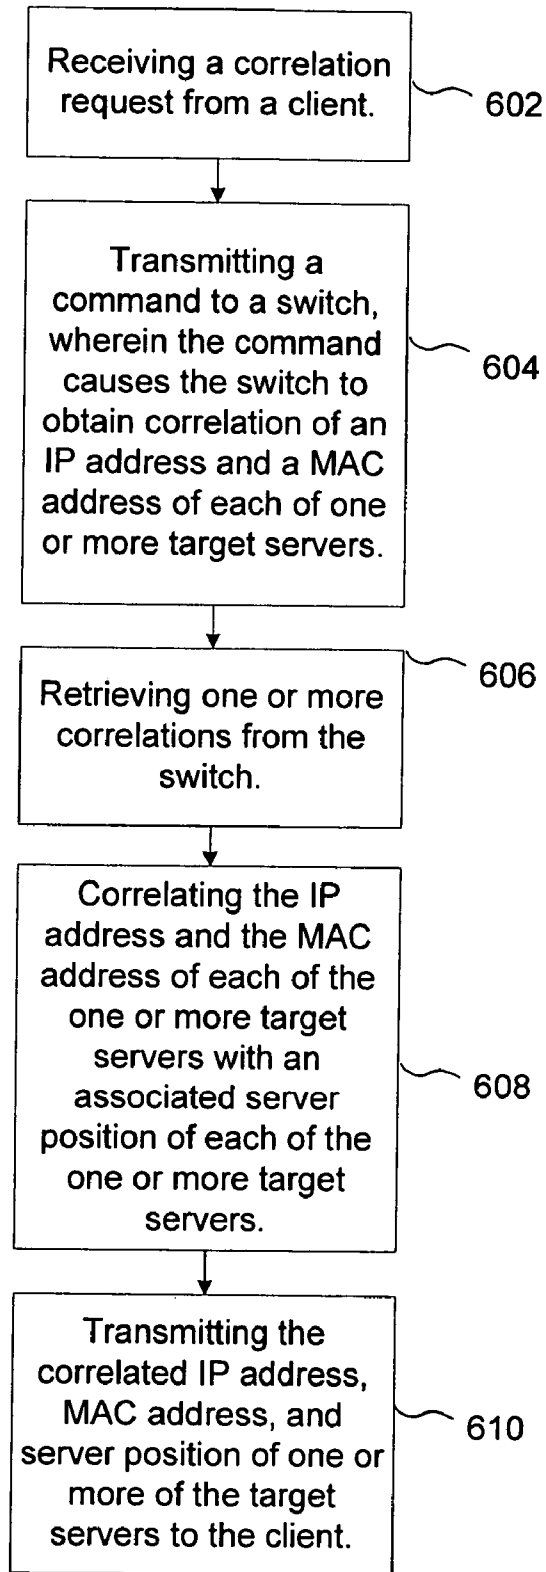 Receiving a correlation
request from a client.
602
Transmitting a
command to a switch,
wherein the command
causes the switch to
obtain correlation of an
IP address and a MAC
address of each of one
or more target servers.
604
Retrieving one or more
correlations from the
switch.
606
Correlating the IP
address and the MAC
address of each of the
one or more target
servers with an
associated server
position of each of the
one or more target
servers.
608
Transmitting the
correlated IP address,
MAC address, and
server position of one or
more of the target
servers to the client.
610